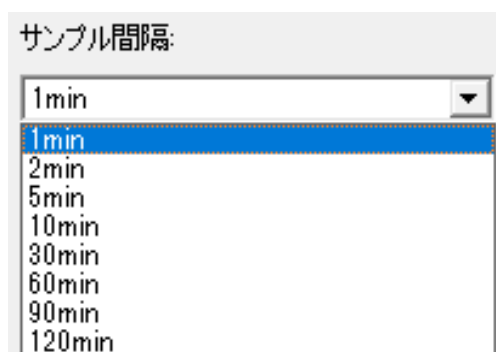 サンプル間隔:
1min
1min
2min
5min
10min
30min
60min
90min
120min